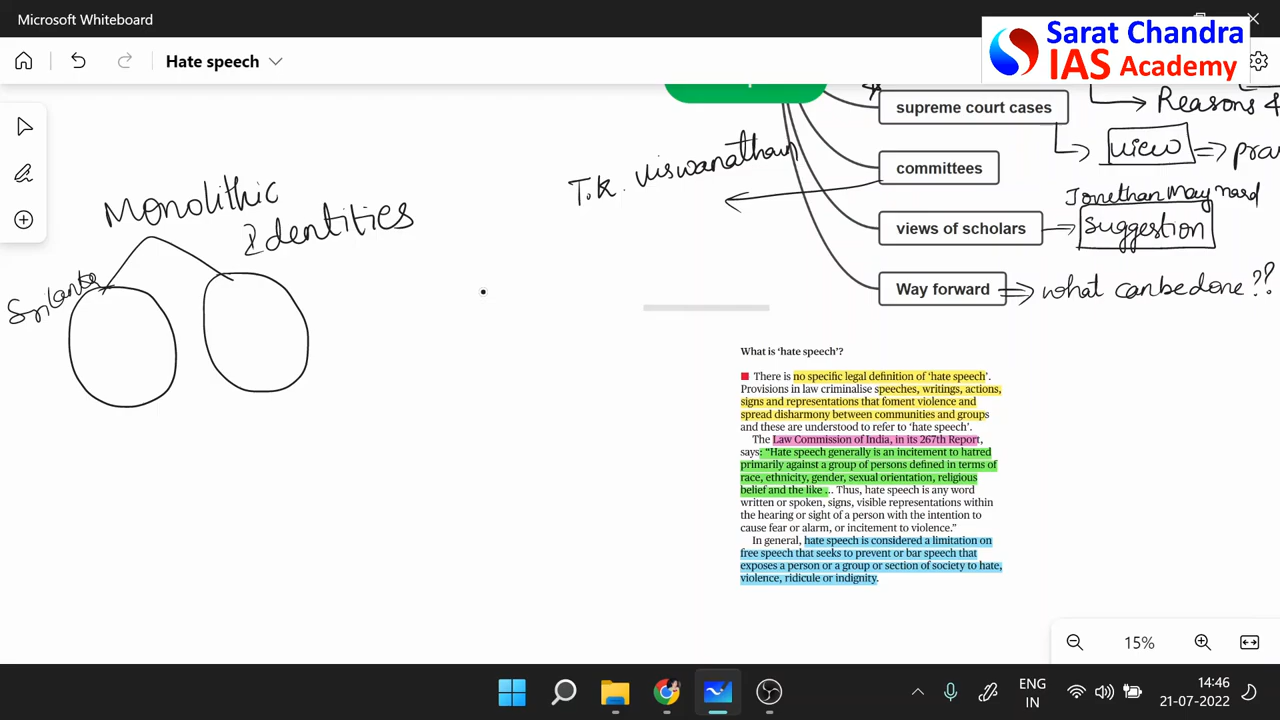 Microsoft Whiteboard
Sarat Chandra
IAS Academy
Hate speech
supreme court cases
Reasons &
view
committees
T.K. Viswanathan
Jonethan May nard
views of scholars
Suggestion
Way forward
what can be done ??
Monolithic
Identities
Srilanka
What is ‘hate speech’?
There is no specific legal definition of ‘hate speech’.
Provisions in law criminalise speeches, writings, actions,
signs and representations that foment violence and
spread disharmony between communities and groups
and these are understood to refer to ‘hate speech’.
The Law Commission of India, in its 267th Report,
says: “Hate speech generally is an incitement to hatred
primarily against a group of persons defined in terms of
race, ethnicity, gender, sexual orientation, religious
belief and the like ... Thus, hate speech is any word
written or spoken, signs, visible representations within
the hearing or sight of a person with the intention to
cause fear or alarm, or incitement to violence.”
In general, hate speech is considered a limitation on
free speech that seeks to prevent or bar speech that
exposes a person or a group or section of society to hate,
violence, ridicule or indignity.
15%
ENG
IN
14:46
21-07-2022